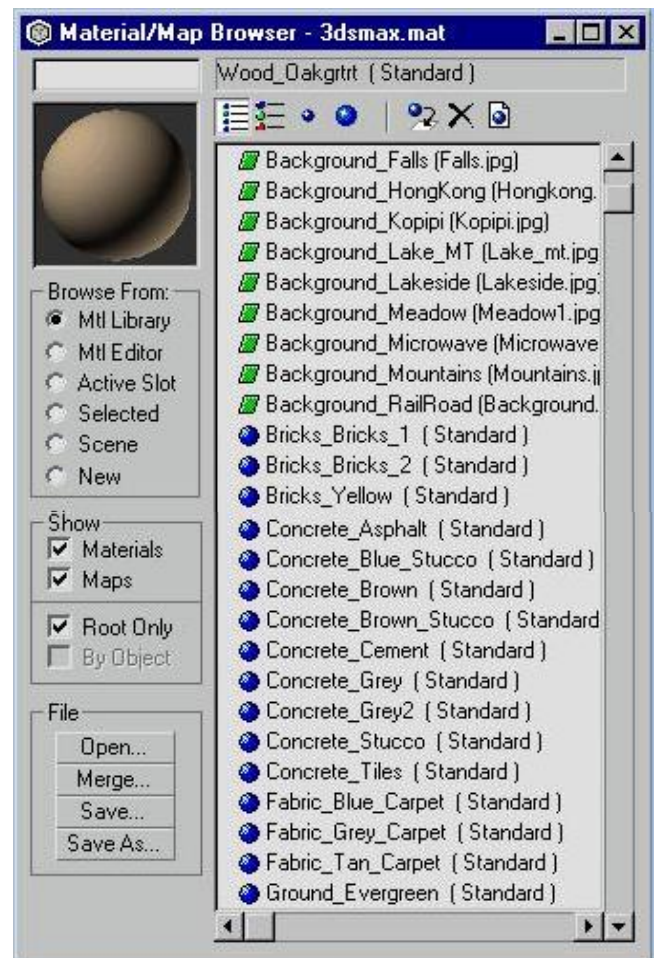 Material/Map Browser - 3dsmax.mat
Wood_Oakgrtrt ( Standard )
Background_Falls (Falls.jpg)
Background_HongKong (Hongkong.
Background_Kopipi (Kopipi.jpg)
Background_Lake_MT (Lake_mt.jpg
Background_Lakeside (Lakeside.jpg)
Background_Meadow (Meadow1.jpg
Background_Microwave (Microwave
Background_Mountains (Mountains.j
Background_RailRoad (Background.
Bricks_Bricks_1 ( Standard )
Bricks_Bricks_2 ( Standard )
Bricks_Yellow ( Standard )
Concrete_Asphalt ( Standard )
Concrete_Blue_Stucco ( Standard )
Concrete_Brown ( Standard )
Concrete_Brown_Stucco ( Standard
Concrete_Cement ( Standard )
Concrete_Grey ( Standard )
Concrete_Grey2 ( Standard )
Concrete_Stucco ( Standard )
Concrete_Tiles ( Standard )
Fabric_Blue_Carpet ( Standard )
Fabric_Grey_Carpet ( Standard )
Fabric_Tan_Carpet ( Standard )
Ground_Evergreen ( Standard )
Browse From:
Mtl Library
Mtl Editor
Active Slot
Selected
Scene
New
Show
Materials
Maps
Root Only
By Object
File
Open...
Merge...
Save...
Save As...